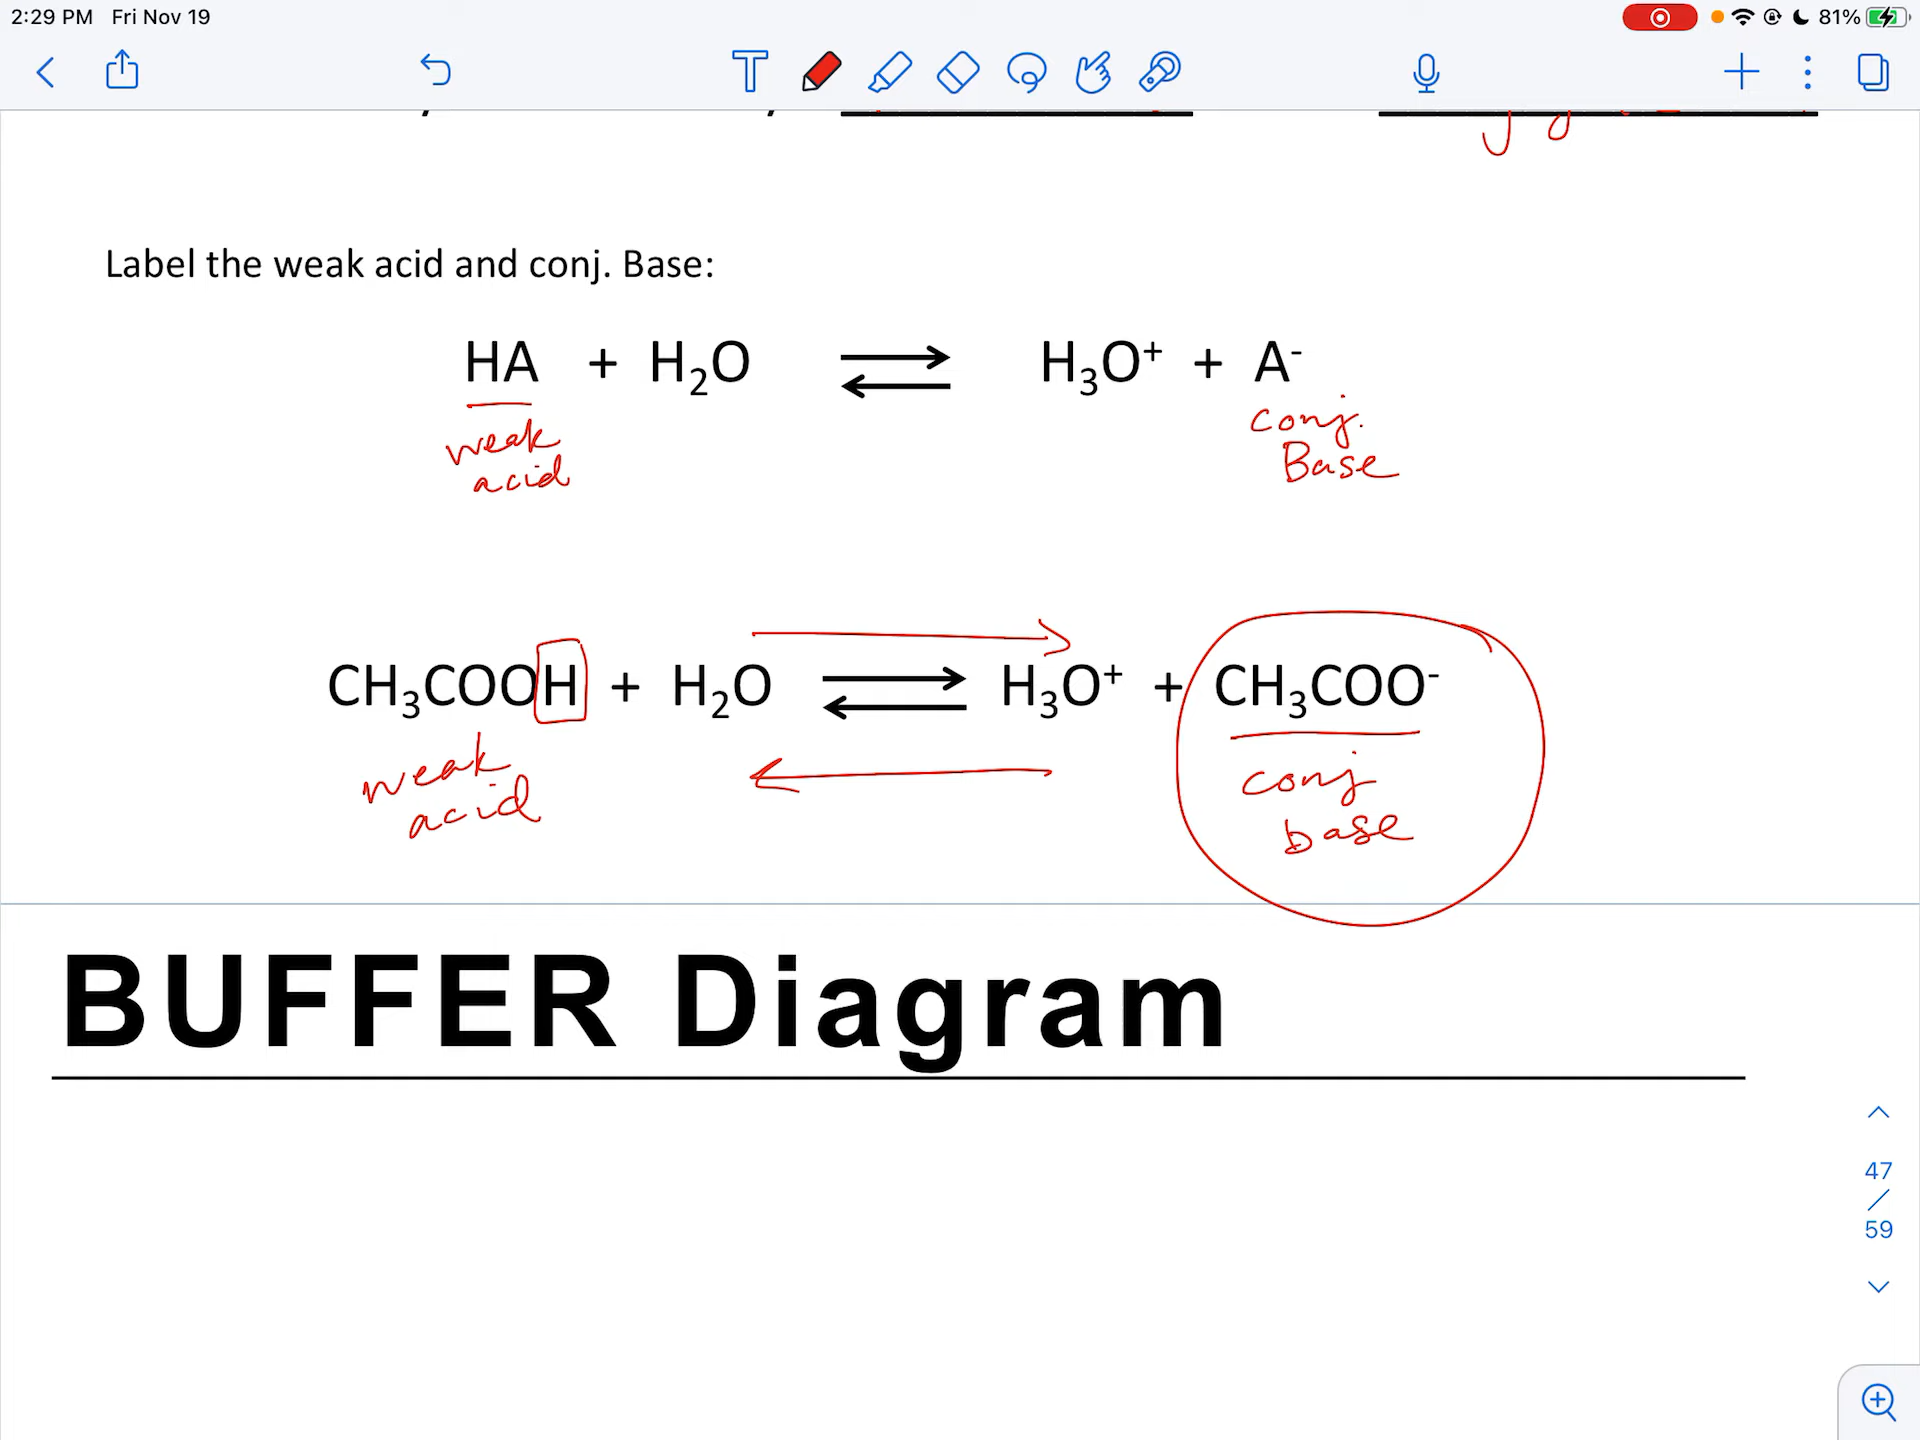 2:29 PM Fri Nov 19
81%
Label the weak acid and conj. Base:
HA + H₂O ⇌ H₃O⁺ + A⁻
weak
acid
conj.
Base
CH₃COOH + H₂O ⇌ H₃O⁺ + CH₃COO⁻
weak
acid
conj
base
BUFFER Diagram
47
/
59